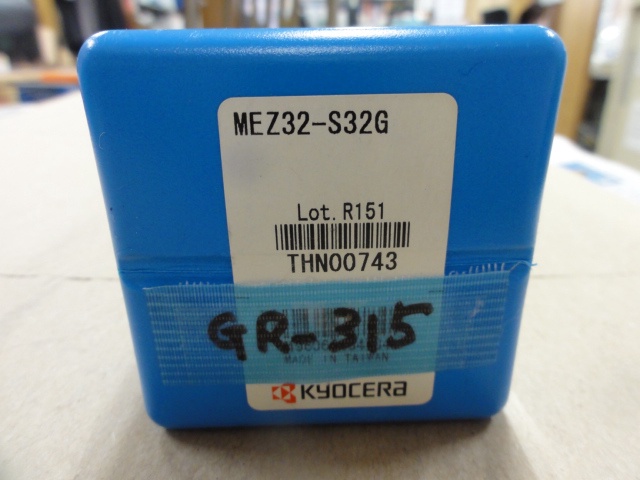 MEZ32-S32G
Lot. R151
THN00743
GR-315
MADE IN TAIWAN
KYOCERA